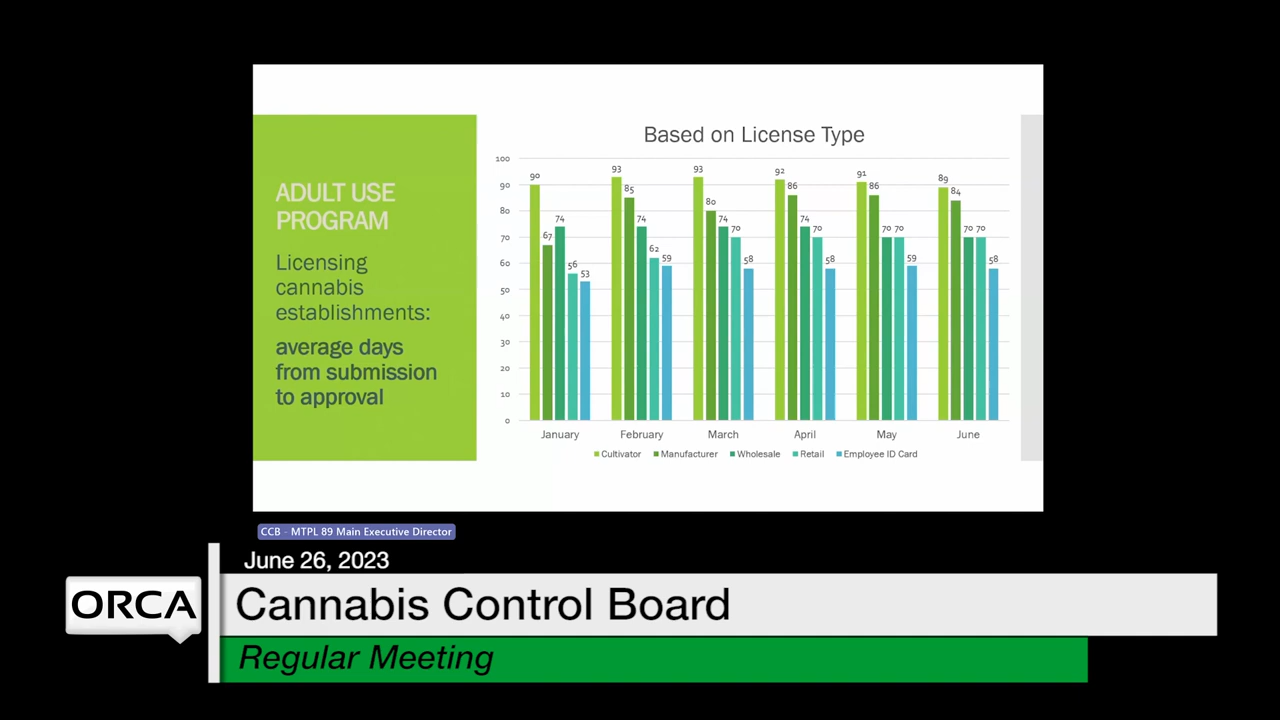 ADULT USE
PROGRAM
Licensing
cannabis
establishments:
average days
from submission
to approval
Based on License Type
100
90
80
70
60
50
40
30
20
10
0
90 67 74 56 53
93 85 74 62 59
93 80 74 70 58
92 86 74 70 58
91 86 70 70 59
89 84 70 70 58
January February March April May June
Cultivator Manufacturer Wholesale Retail Employee ID Card
CCB - MTPL 89 Main Executive Director
June 26, 2023
ORCA
Cannabis Control Board
Regular Meeting